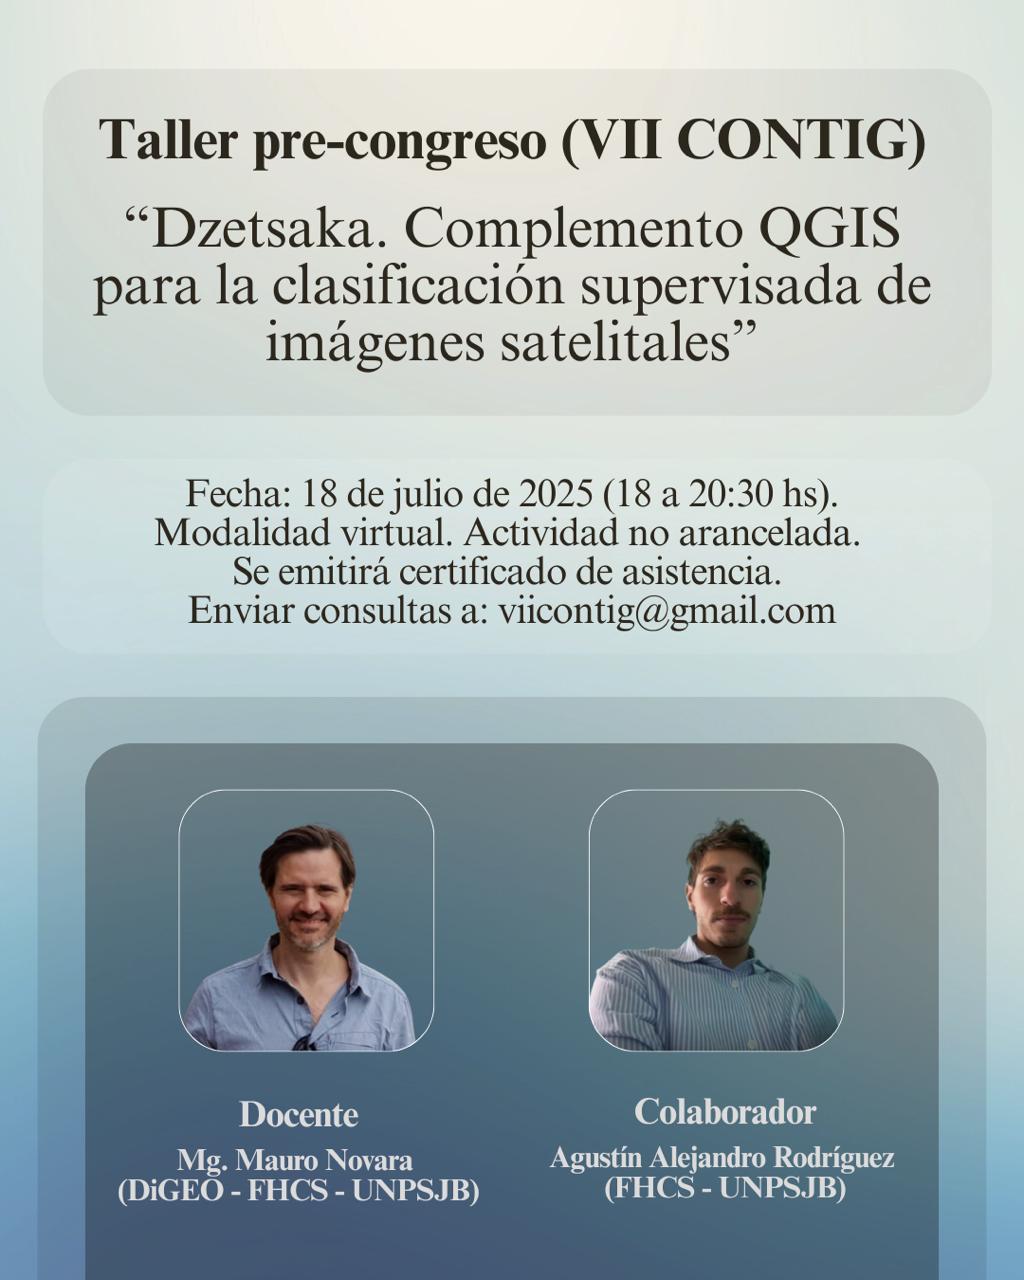 Taller pre-congreso (VII CONTIG)
“Dzetsaka. Complemento QGIS
para la clasificación supervisada de
imágenes satelitales”
Fecha: 18 de julio de 2025 (18 a 20:30 hs).
Modalidad virtual. Actividad no arancelada.
Se emitirá certificado de asistencia.
Enviar consultas a: viicontig@gmail.com
Docente
Mg. Mauro Novara
(DiGEO - FHCS - UNPSJB)
Colaborador
Agustín Alejandro Rodríguez
(FHCS - UNPSJB)